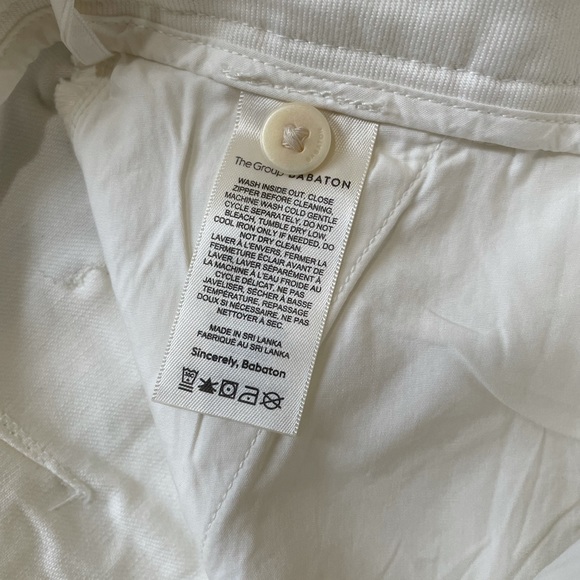 The Group BABATON
WASH INSIDE OUT, CLOSE
ZIPPER BEFORE CLEANING,
MACHINE WASH COLD GENTLE
CYCLE SEPARATELY, DO NOT
BLEACH, TUMBLE DRY LOW,
COOL IRON ONLY IF NEEDED, DO
NOT DRY CLEAN.
LAVER À L'ENVERS, FERMER LA
FERMETURE ÉCLAIR AVANT DE
LAVER, LAVER SÉPARÉMENT À
LA MACHINE À L'EAU FROIDE AU
CYCLE DÉLICAT. NE PAS
JAVELISER, SÉCHER À BASSE
TEMPÉRATURE, REPASSAGE
DOUX SI NÉCESSAIRE. NE PAS
NETTOYER À SEC.
MADE IN SRI LANKA
FABRIQUÉ AU SRI LANKA
Sincerely, Babaton